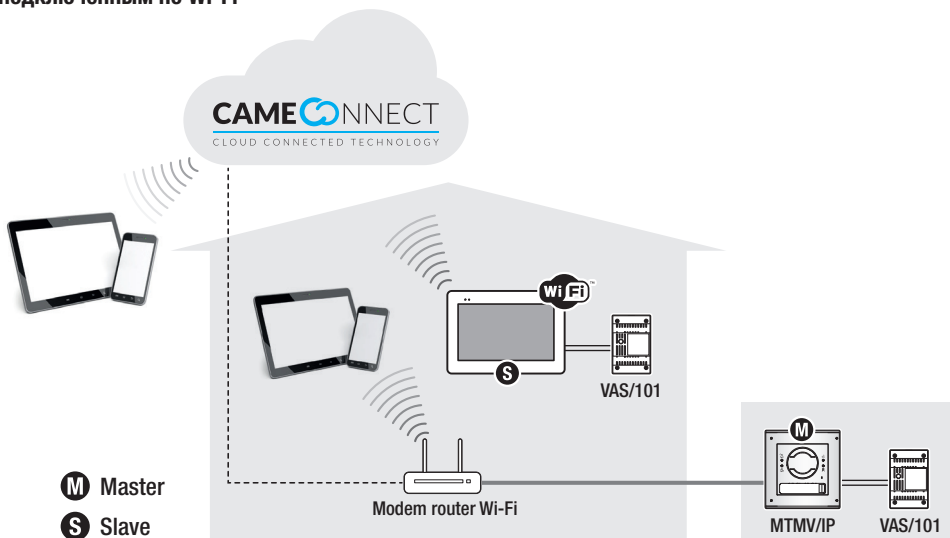 подключенным по Wi-Fi
CAME CONNECT
CLOUD CONNECTED TECHNOLOGY
Wi Fi™
S
VAS/101
M
M Master
S Slave
Modem router Wi-Fi
MTMV/IP
VAS/101